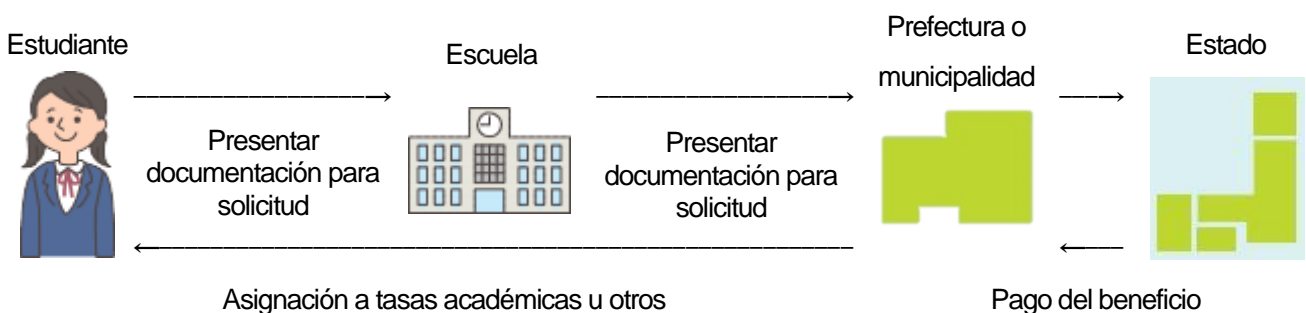 Estudiante
Escuela
Prefectura o
municipalidad
Estado
Presentar
documentación para
solicitud
Presentar
documentación para
solicitud
Asignación a tasas académicas u otros
Pago del beneficio